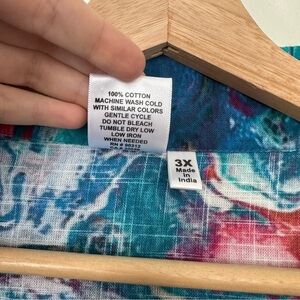 100% COTTON
MACHINE WASH COLD
WITH SIMILAR COLORS
GENTLE CYCLE
DO NOT BLEACH
TUMBLE DRY LOW
LOW IRON
WHEN NEEDED
RN #
3X
Made in
India